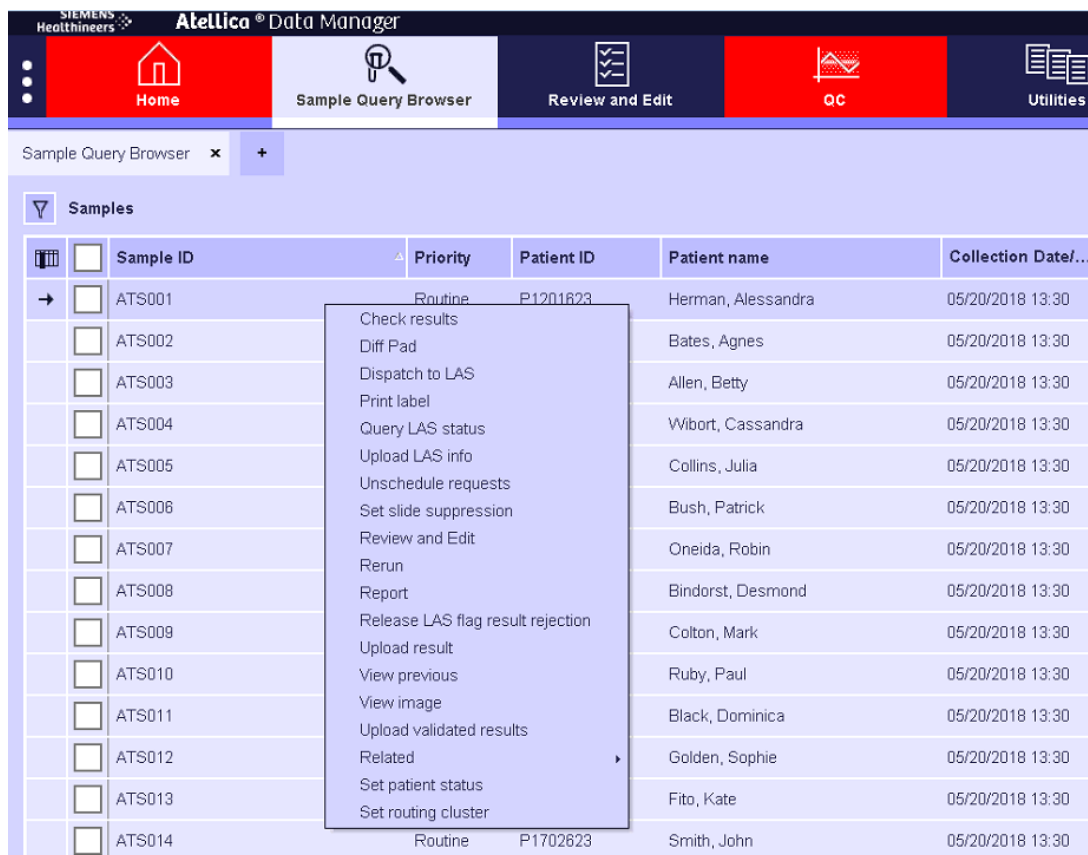 SIEMENS
Healthineers
Atellica ® Data Manager
Home
Sample Query Browser
Review and Edit
QC
Utilities
Sample Query Browser x +
Samples
Sample ID Priority Patient ID Patient name Collection Date/...
ATS001 Routine P1201623 Herman, Alessandra 05/20/2018 13:30
ATS002 Bates, Agnes 05/20/2018 13:30
ATS003 Allen, Betty 05/20/2018 13:30
ATS004 Wibort, Cassandra 05/20/2018 13:30
ATS005 Collins, Julia 05/20/2018 13:30
ATS006 Bush, Patrick 05/20/2018 13:30
ATS007 Oneida, Robin 05/20/2018 13:30
ATS008 Bindorst, Desmond 05/20/2018 13:30
ATS009 Colton, Mark 05/20/2018 13:30
ATS010 Ruby, Paul 05/20/2018 13:30
ATS011 Black, Dominica 05/20/2018 13:30
ATS012 Golden, Sophie 05/20/2018 13:30
ATS013 Fito, Kate 05/20/2018 13:30
ATS014 Routine P1702623 Smith, John 05/20/2018 13:30
Check results
Diff Pad
Dispatch to LAS
Print label
Query LAS status
Upload LAS info
Unschedule requests
Set slide suppression
Review and Edit
Rerun
Report
Release LAS flag result rejection
Upload result
View previous
View image
Upload validated results
Related
Set patient status
Set routing cluster